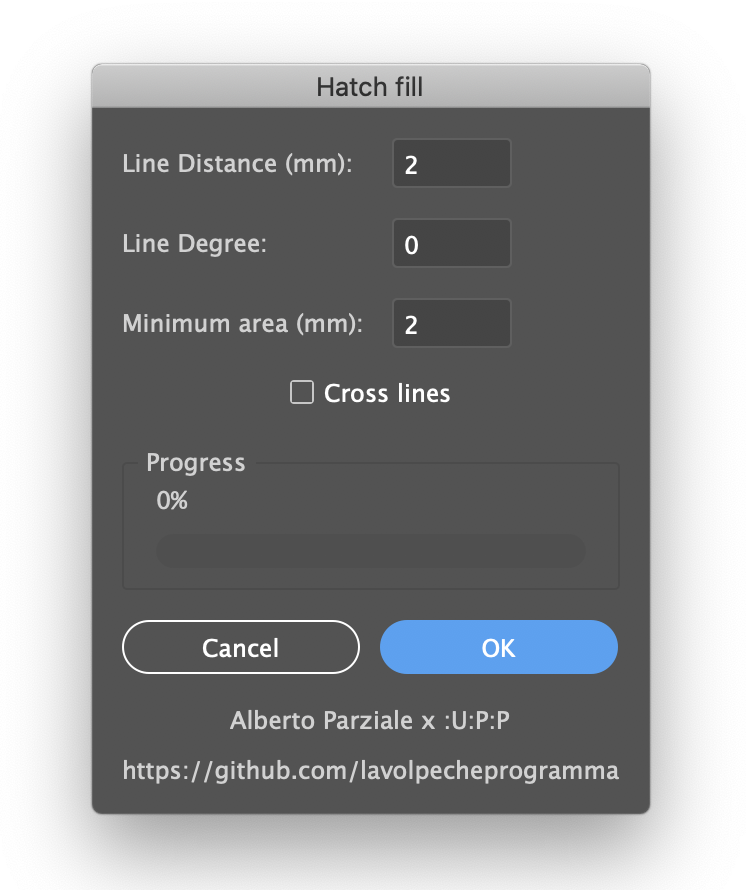 Hatch fill
Line Distance (mm): 2
Line Degree: 0
Minimum area (mm): 2
Cross lines
Progress
0%
Cancel OK
Alberto Parziale x :U:P:P
https://github.com/lavolpecheprogramma